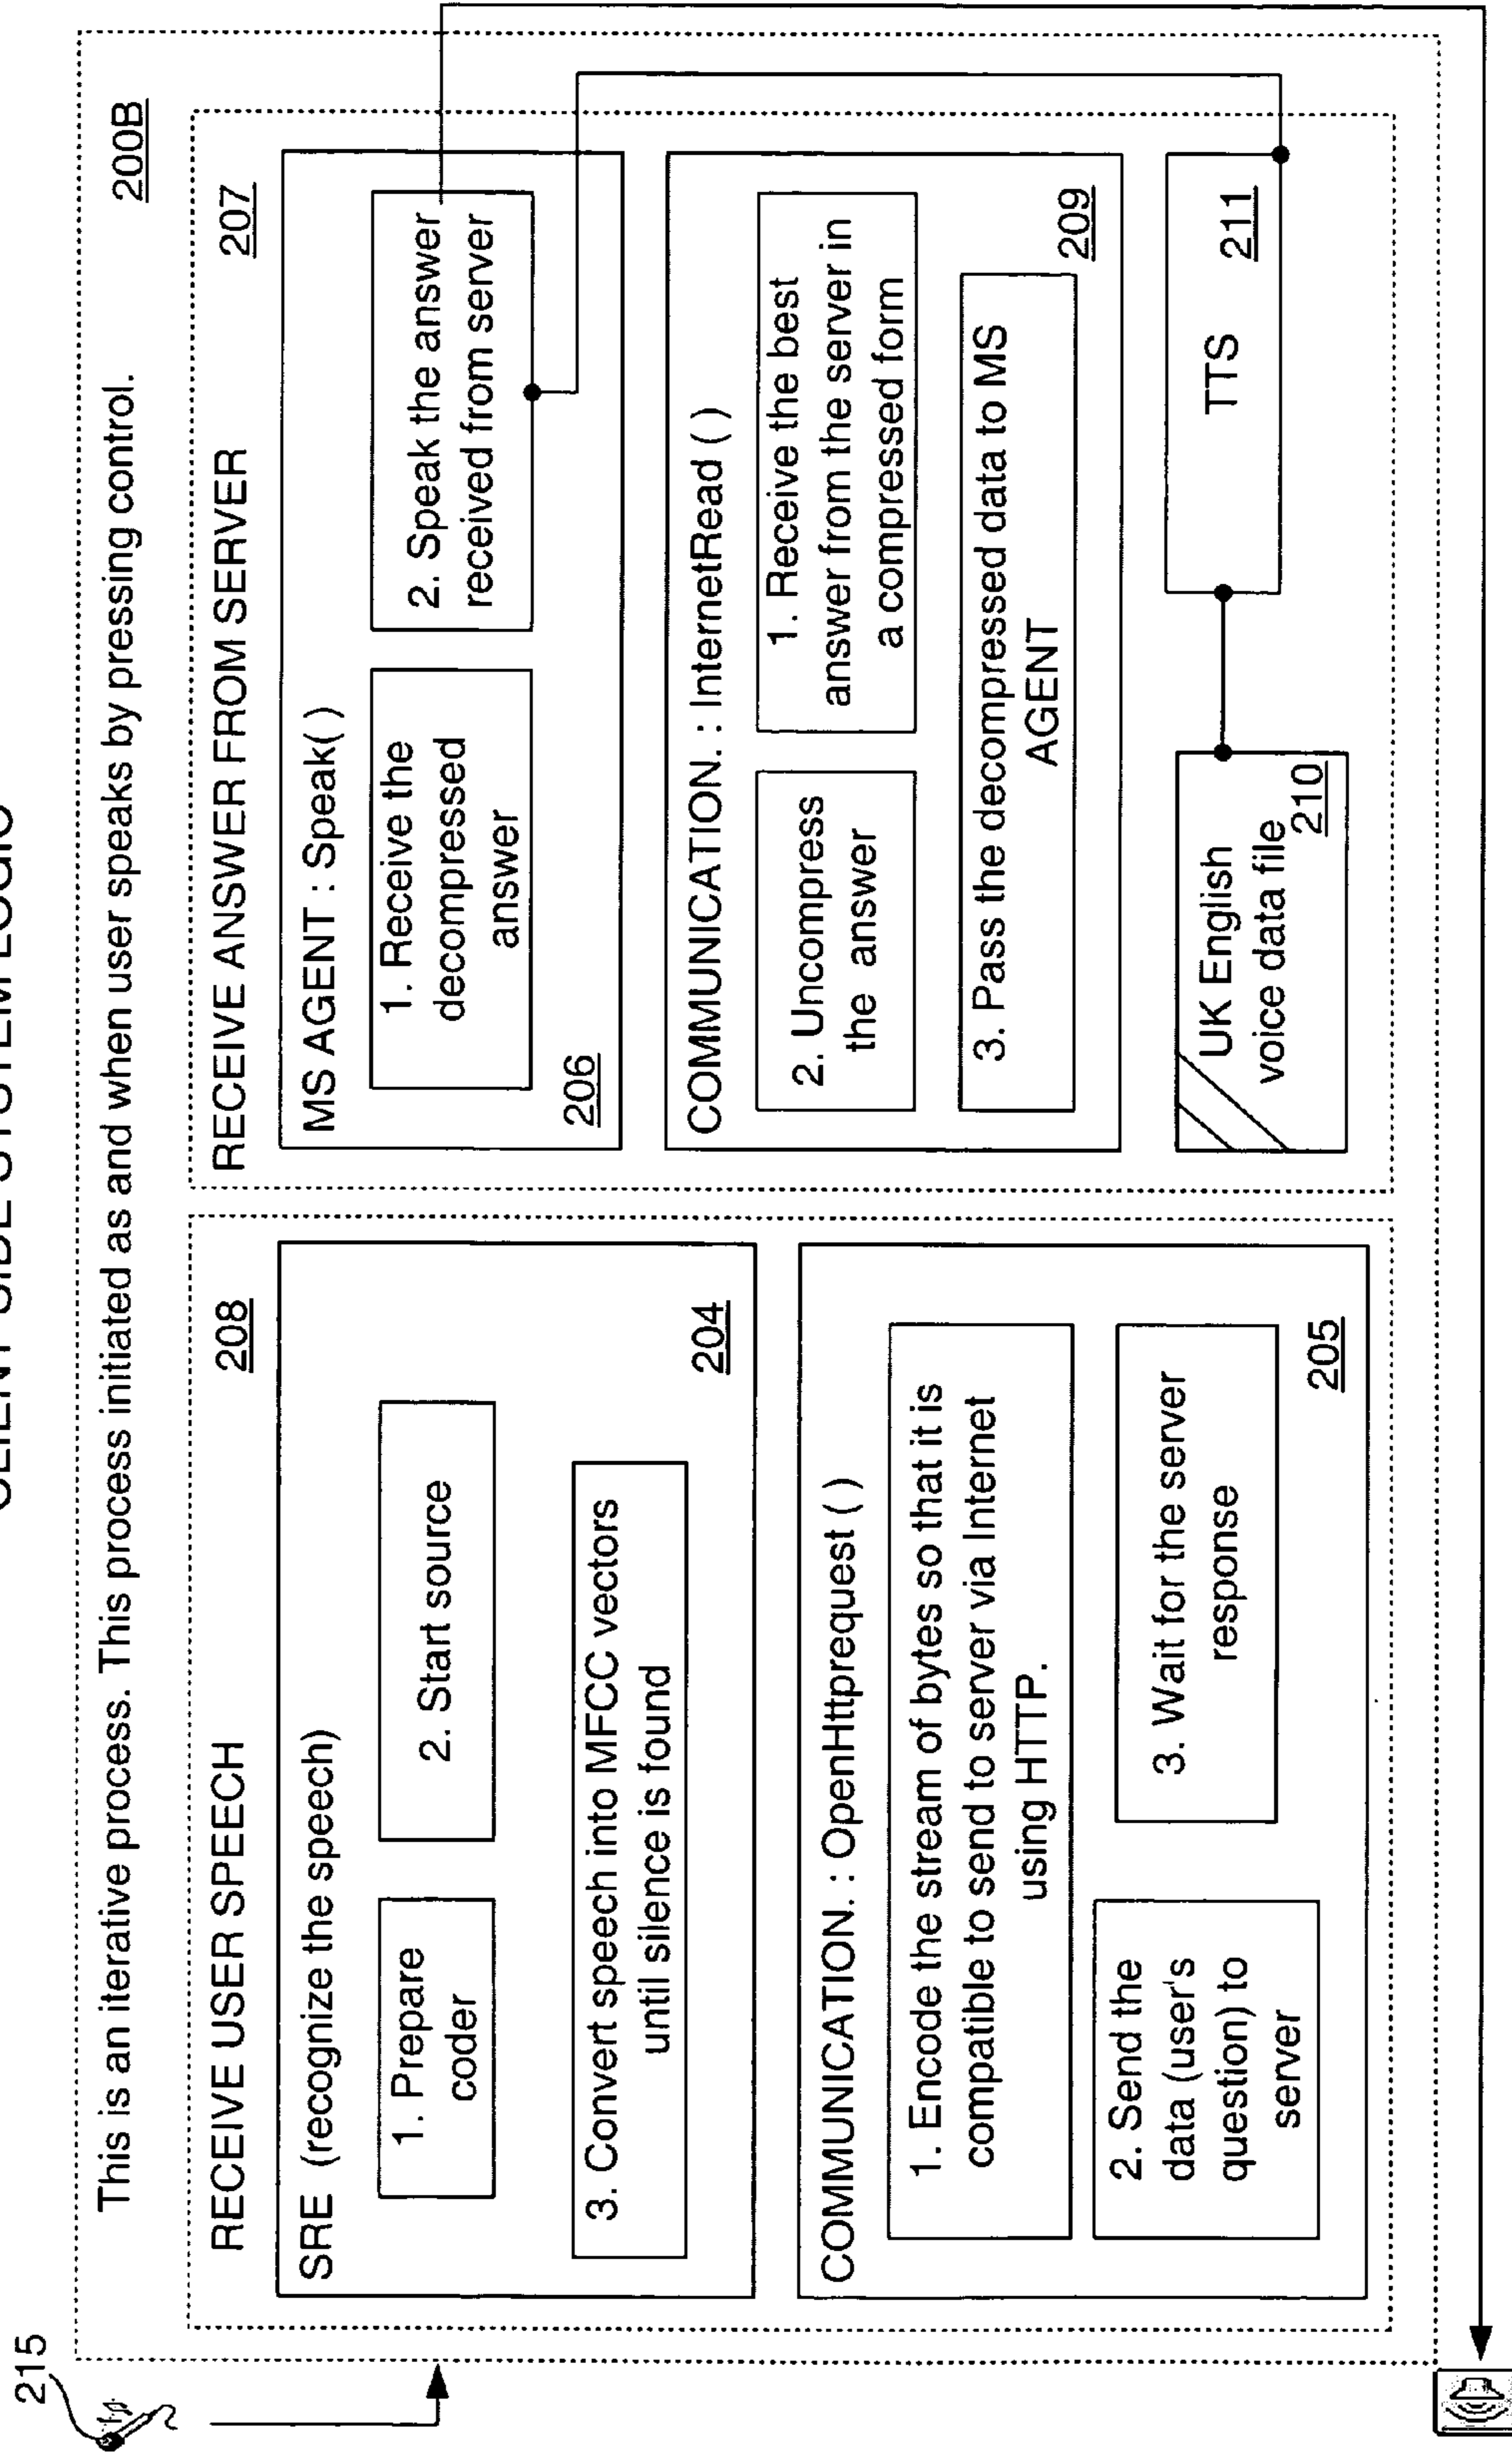 CLIENT SIDE SYSTEM LOGIC
215
This is an iterative process. This process initiated as and when user speaks by pressing control.
200B
RECEIVE USER SPEECH
208
SRE (recognize the speech)
1. Prepare
coder
2. Start source
3. Convert speech into MFCC vectors
until silence is found
204
COMMUNICATION. : OpenHttprequest ( )
1. Encode the stream of bytes so that it is
compatible to send to server via Internet
using HTTP.
2. Send the
data (user's
question) to
server
3. Wait for the server
response
205
RECEIVE ANSWER FROM SERVER
207
MS AGENT : Speak( )
1. Receive the
decompressed
answer
2. Speak the answer
received from server
206
COMMUNICATION. : InternetRead ( )
2. Uncompress
the answer
1. Receive the best
answer from the server in
a compressed form
3. Pass the decompressed data to MS
AGENT
209
UK English
voice data file
210
TTS
211